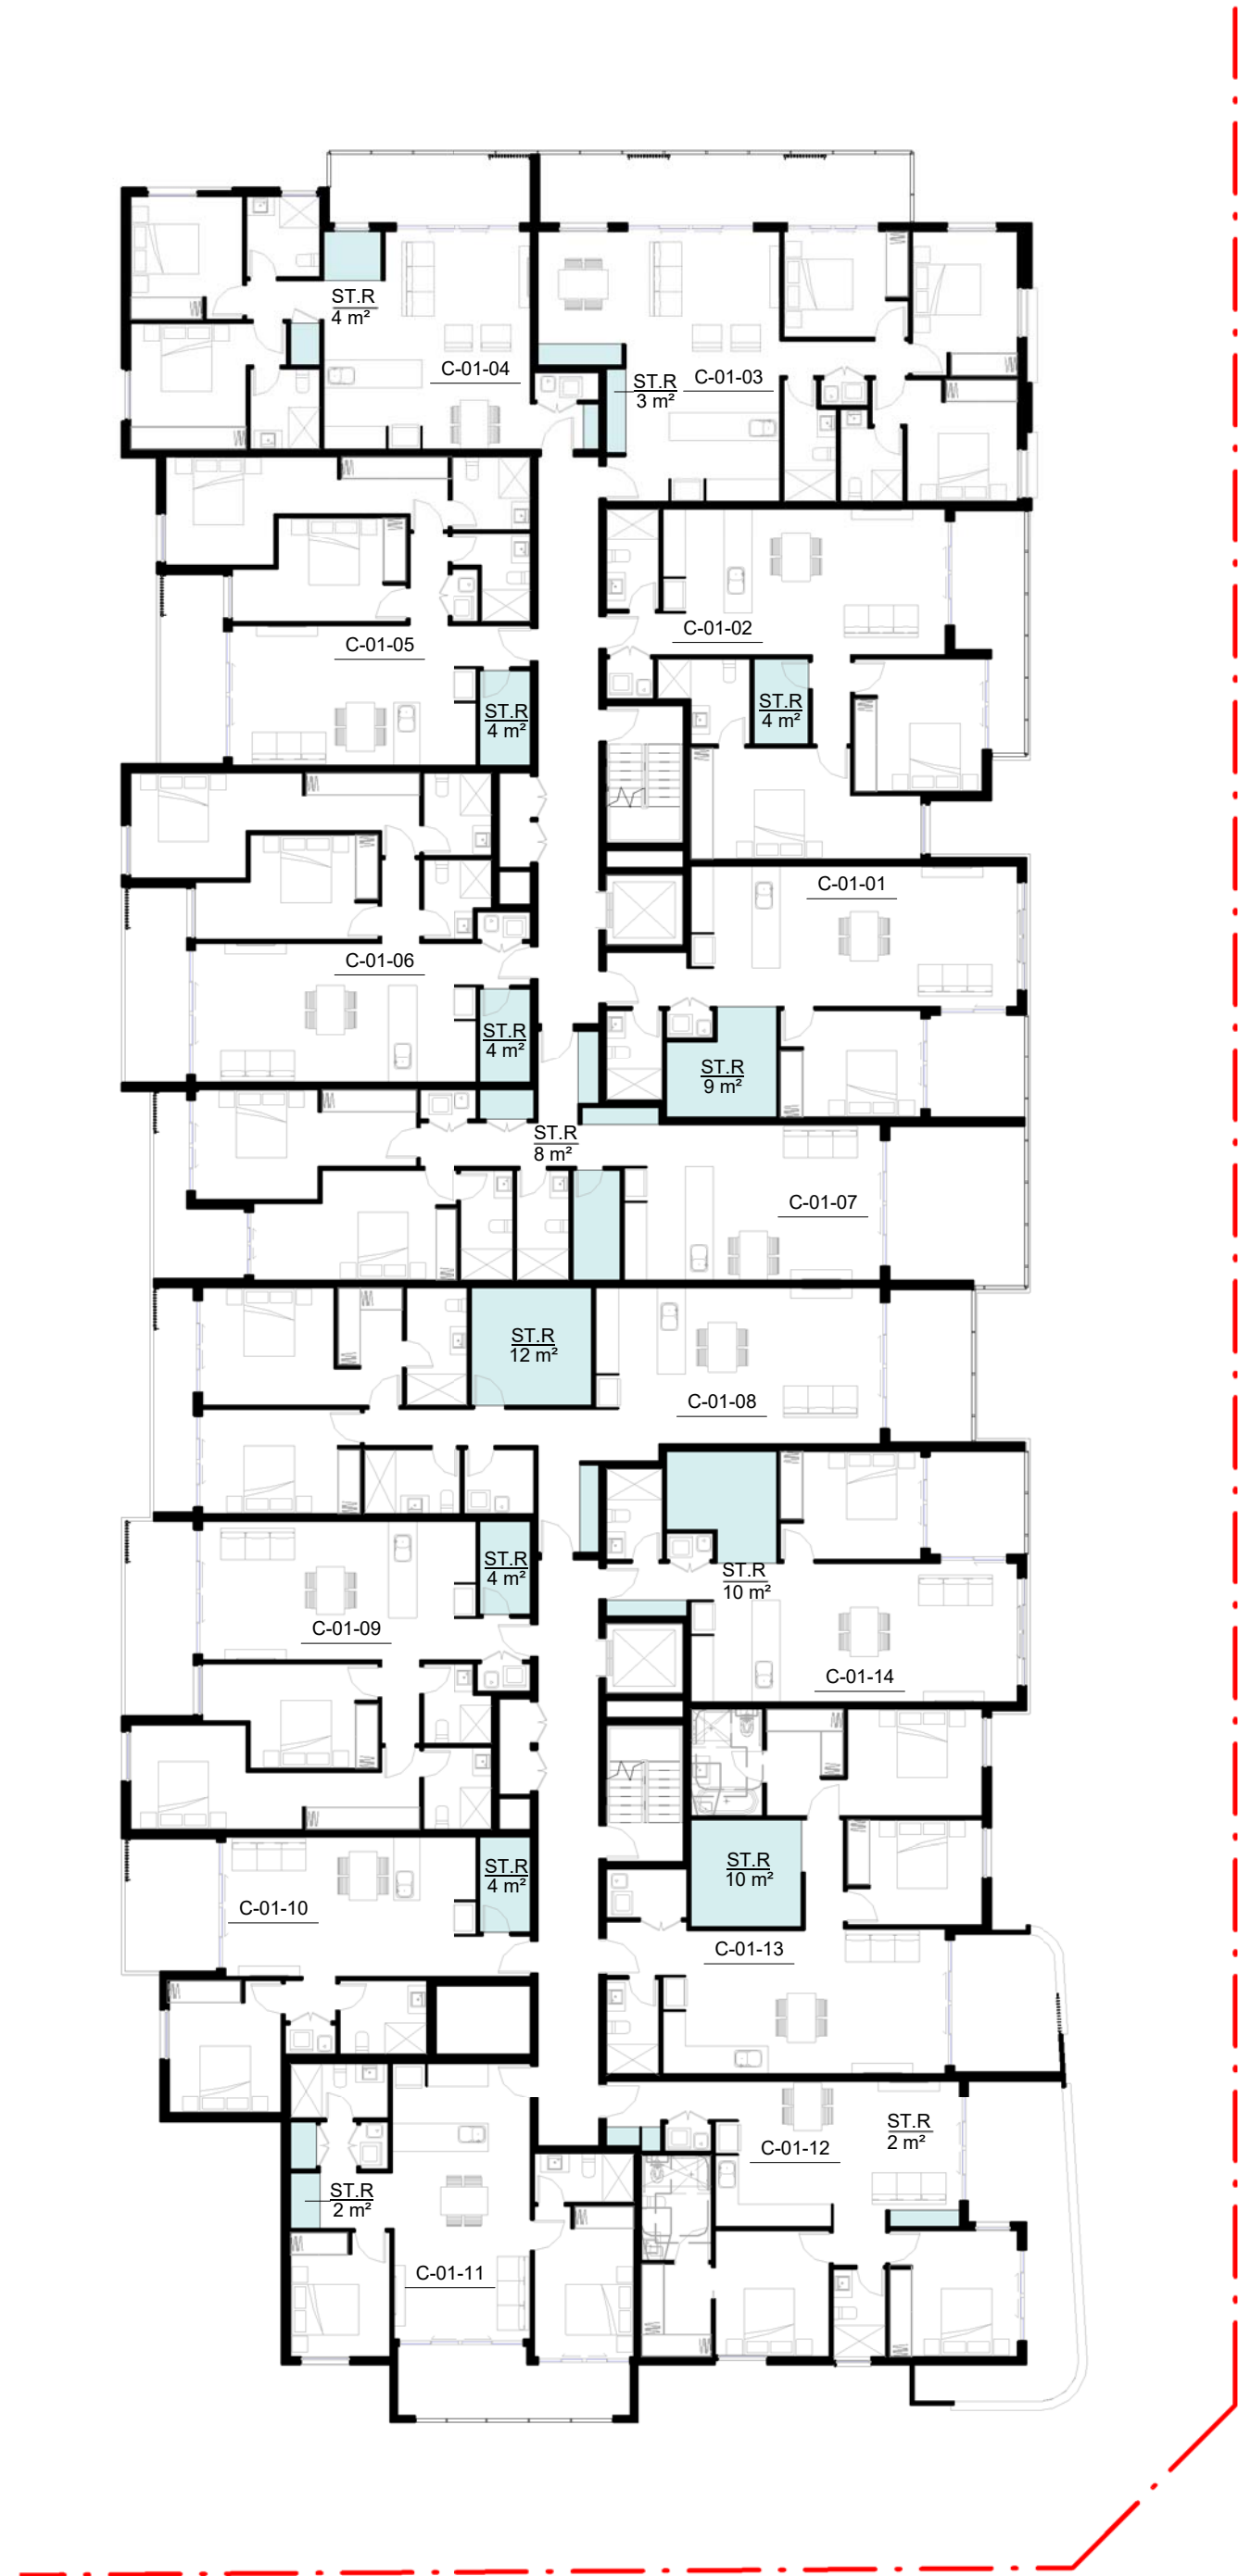 ST.R
4 m²
C-01-04
ST.R
3 m²
C-01-03
C-01-02
C-01-05
ST.R
4 m²
ST.R
4 m²
C-01-01
C-01-06
ST.R
4 m²
ST.R
9 m²
ST.R
8 m²
C-01-07
ST.R
12 m²
C-01-08
ST.R
4 m²
ST.R
10 m²
C-01-09
C-01-14
ST.R
4 m²
ST.R
10 m²
C-01-10
C-01-13
ST.R
2 m²
C-01-12
ST.R
2 m²
C-01-11